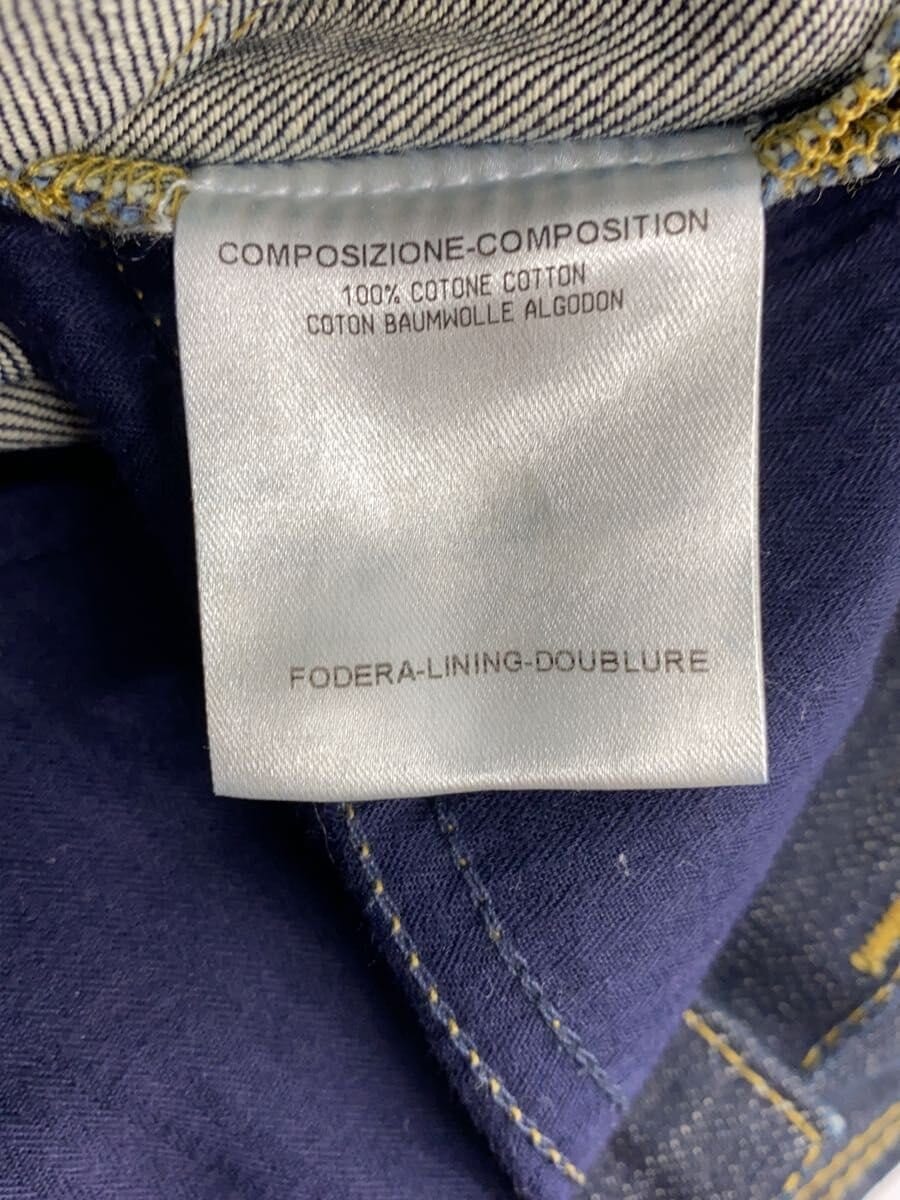 COMPOSIZIONE-COMPOSITION
100% COTONE COTTON
COTON BAUMWOLLE ALGODON
FODERA-LINING-DOUBLURE